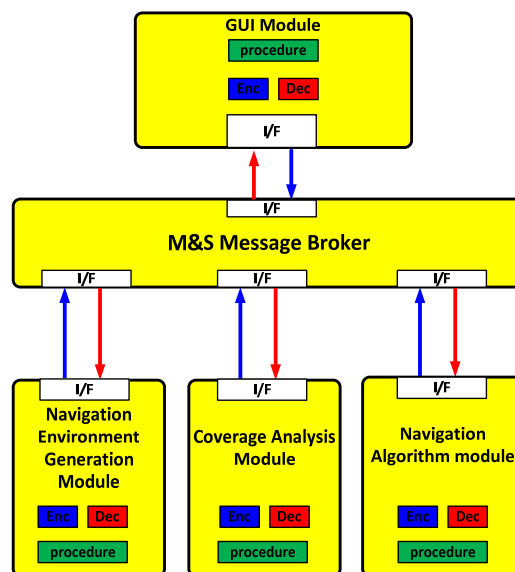 GUI Module
procedure
Enc Dec
I/F
I/F
M&S Message Broker
I/F I/F I/F
I/F I/F I/F
Navigation
Environment
Generation
Module
Enc Dec
procedure
Coverage Analysis
Module
Enc Dec
procedure
Navigation
Algorithm module
Enc Dec
procedure